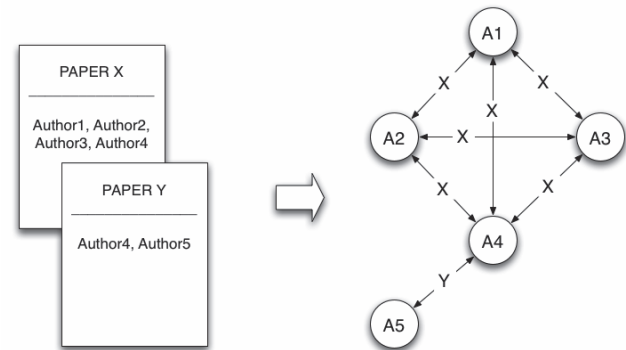 PAPER X
Author1, Author2,
Author3, Author4
PAPER Y
Author4, Author5
A1
X
X
X
A2
X
A3
X
X
A4
Y
A5